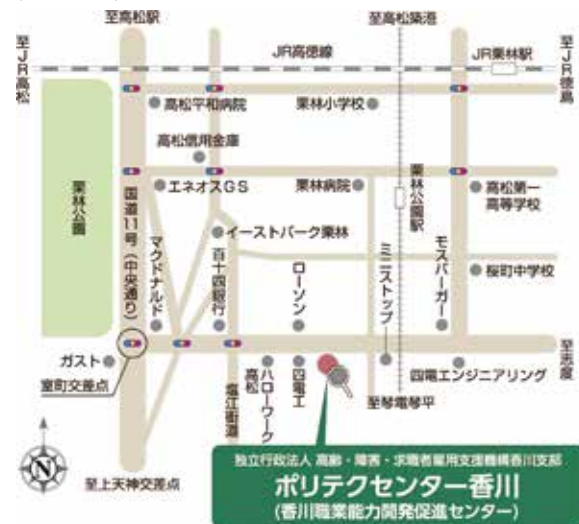 至高松駅
至高松築港
至JR高松
JR高徳線
JR栗林駅
至JR徳島
高松平和病院
栗林小学校
高松信用金庫
栗林公園
国道11号(中央通り)
エネオスGS
栗林病院
栗林公園駅
高松第一
高等学校
マクドナルド
百十四銀行
イーストパーク栗林
ローソン
ミニストップ
モスバーガー
桜町中学校
ガスト
室町交差点
塩江街道
ハローワーク
高松
四電工
四電エンジニアリング
至志度
至琴電琴平
N
至上天神交差点
独立行政法人 高齢・障害・求職者雇用支援機構香川支部
ポリテクセンター香川
(香川職業能力開発促進センター)